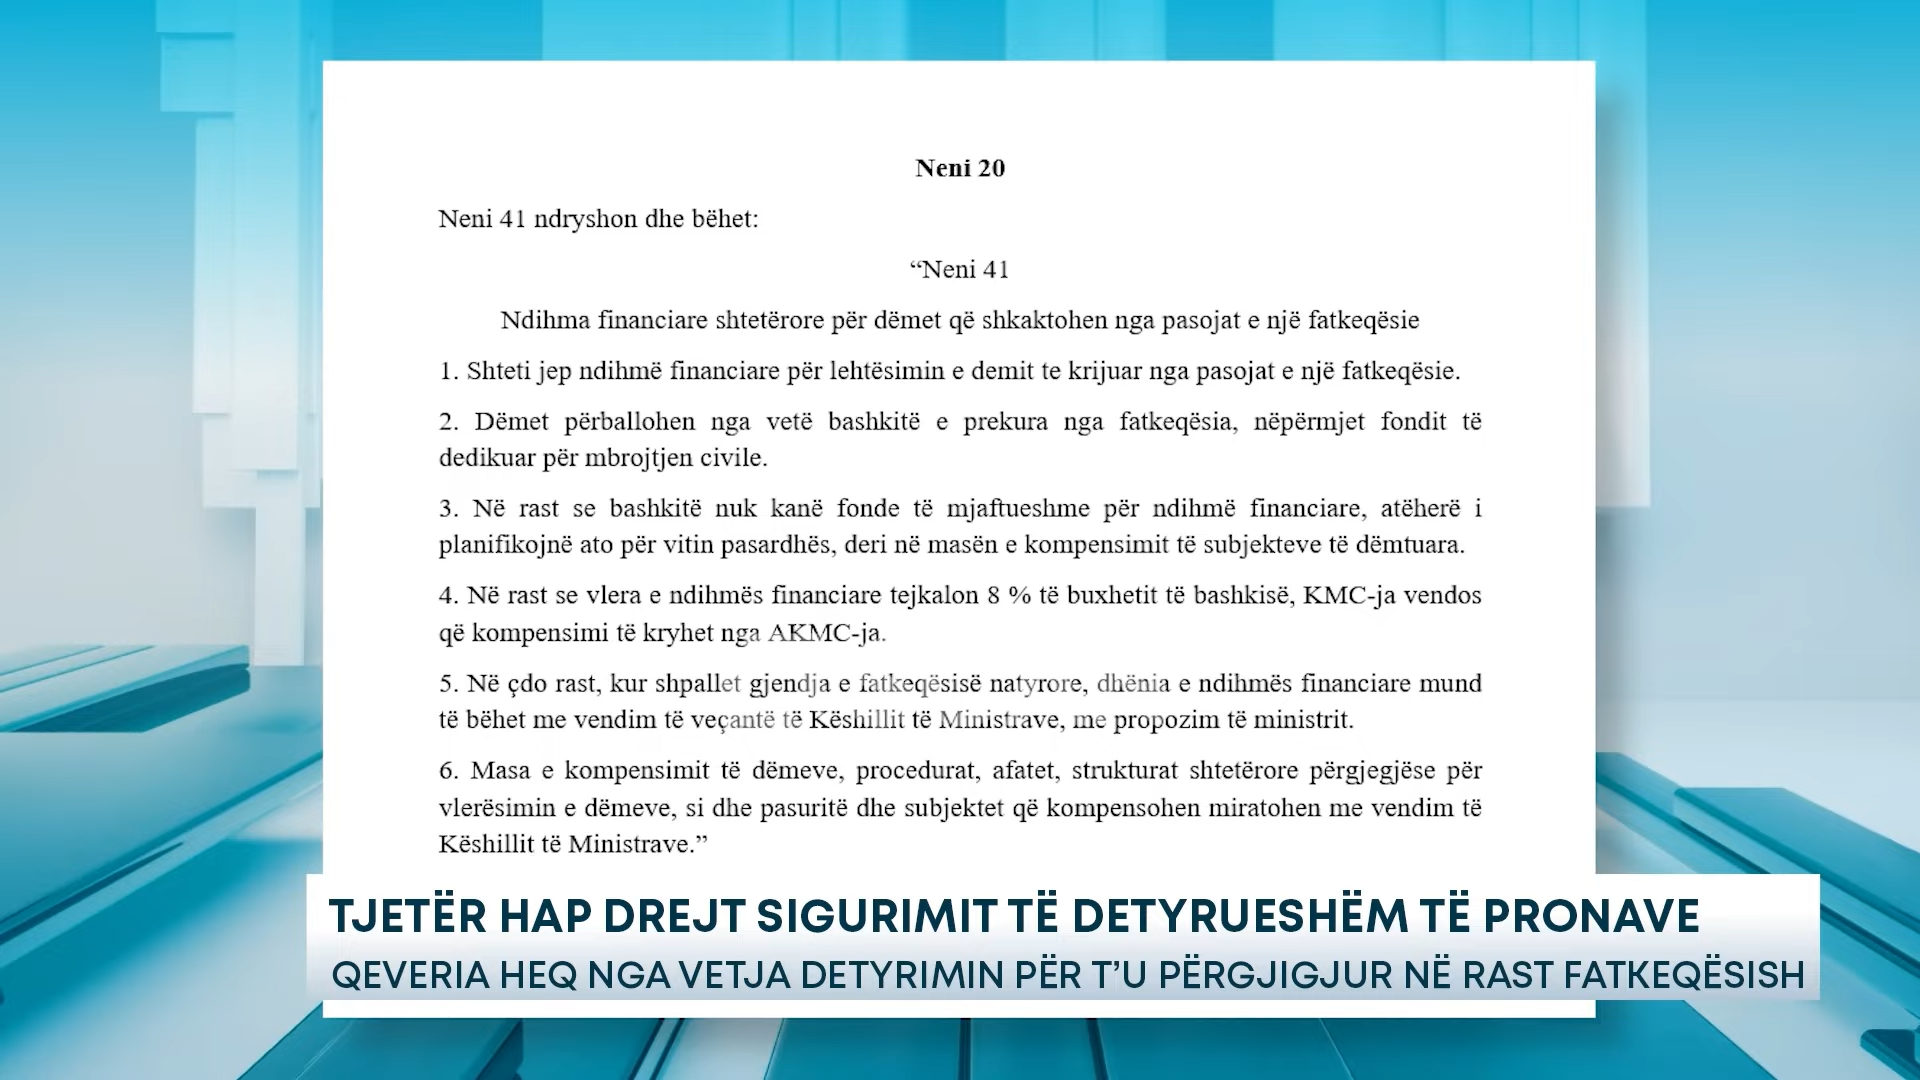 Neni 20
Neni 41 ndryshon dhe bëhet:
“Neni 41
Ndihma financiare shtetërore për dëmet që shkaktohen nga pasojat e një fatkeqësie
1. Shteti jep ndihmë financiare për lehtësimin e demit te krijuar nga pasojat e një fatkeqësie.
2. Dëmet përballohen nga vetë bashkitë e prekura nga fatkeqësia, nëpërmjet fondit të
dedikuar për mbrojtjen civile.
3. Në rast se bashkitë nuk kanë fonde të mjaftueshme për ndihmë financiare, atëherë i
planifikojnë ato për vitin pasardhës, deri në masën e kompensimit të subjekteve të dëmtuara.
4. Në rast se vlera e ndihmës financiare tejkalon 8 % të buxhetit të bashkisë, KMC-ja vendos
që kompensimi të kryhet nga AKMC-ja.
5. Në çdo rast, kur shpallet gjendja e fatkeqësisë natyrore, dhënia e ndihmës financiare mund
të bëhet me vendim të veçantë të Këshillit të Ministrave, me propozim të ministrit.
6. Masa e kompensimit të dëmeve, procedurat, afatet, strukturat shtetërore përgjegjëse për
vlerësimin e dëmeve, si dhe pasuritë dhe subjektet që kompensohen miratohen me vendim të
Këshillit të Ministrave.”
TJETËR HAP DREJT SIGURIMIT TË DETYRUESHËM TË PRONAVE
QEVERIA HEQ NGA VETJA DETYRIMIN PËR T’U PËRGJIGJUR NË RAST FATKEQËSISH